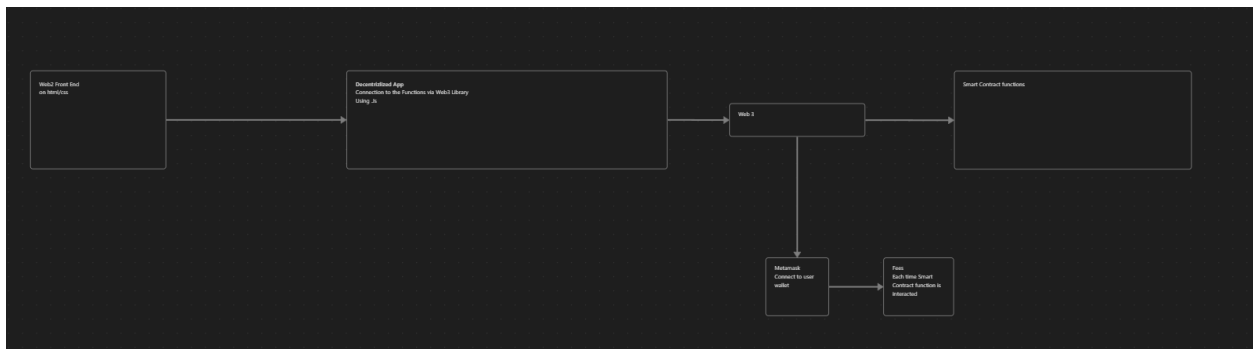 Web2 Front End
on html/css
Decentrizlized App
Connection to the Functions via Web3 Library
Using .Js
Web 3
Smart Contract functions
Metamask
Connect to user
wallet
Fees
Each time Smart
Contract function is
Interacted